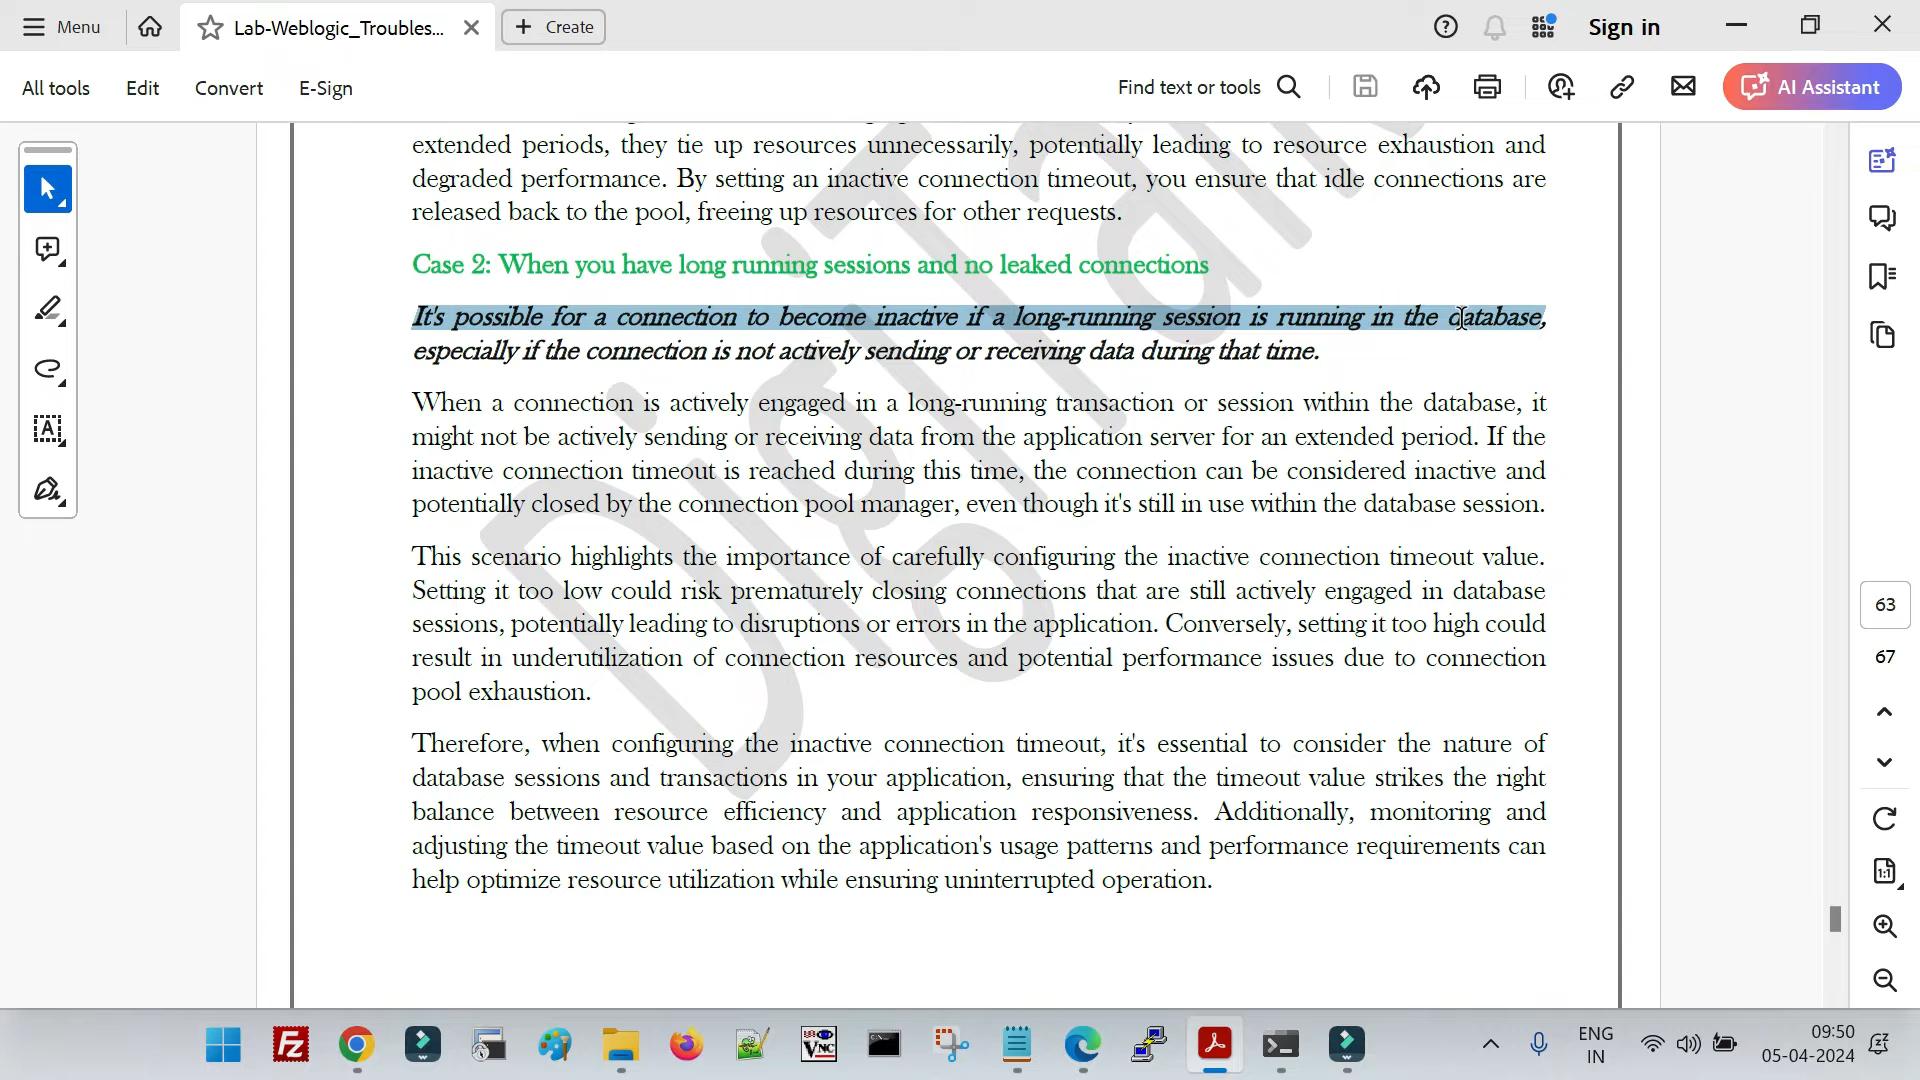 Menu
Lab-Weblogic_Troubles...
Create
Sign in
All tools
Edit
Convert
E-Sign
Find text or tools
AI Assistant
extended periods, they tie up resources unnecessarily, potentially leading to resource exhaustion and
degraded performance. By setting an inactive connection timeout, you ensure that idle connections are
released back to the pool, freeing up resources for other requests.
Case 2: When you have long running sessions and no leaked connections
It's possible for a connection to become inactive if a long-running session is running in the database,
especially if the connection is not actively sending or receiving data during that time.
When a connection is actively engaged in a long-running transaction or session within the database, it
might not be actively sending or receiving data from the application server for an extended period. If the
inactive connection timeout is reached during this time, the connection can be considered inactive and
potentially closed by the connection pool manager, even though it's still in use within the database session.
This scenario highlights the importance of carefully configuring the inactive connection timeout value.
Setting it too low could risk prematurely closing connections that are still actively engaged in database
sessions, potentially leading to disruptions or errors in the application. Conversely, setting it too high could
result in underutilization of connection resources and potential performance issues due to connection
pool exhaustion.
Therefore, when configuring the inactive connection timeout, it's essential to consider the nature of
database sessions and transactions in your application, ensuring that the timeout value strikes the right
balance between resource efficiency and application responsiveness. Additionally, monitoring and
adjusting the timeout value based on the application's usage patterns and performance requirements can
help optimize resource utilization while ensuring uninterrupted operation.
63
67
ENG
IN
09:50
05-04-2024